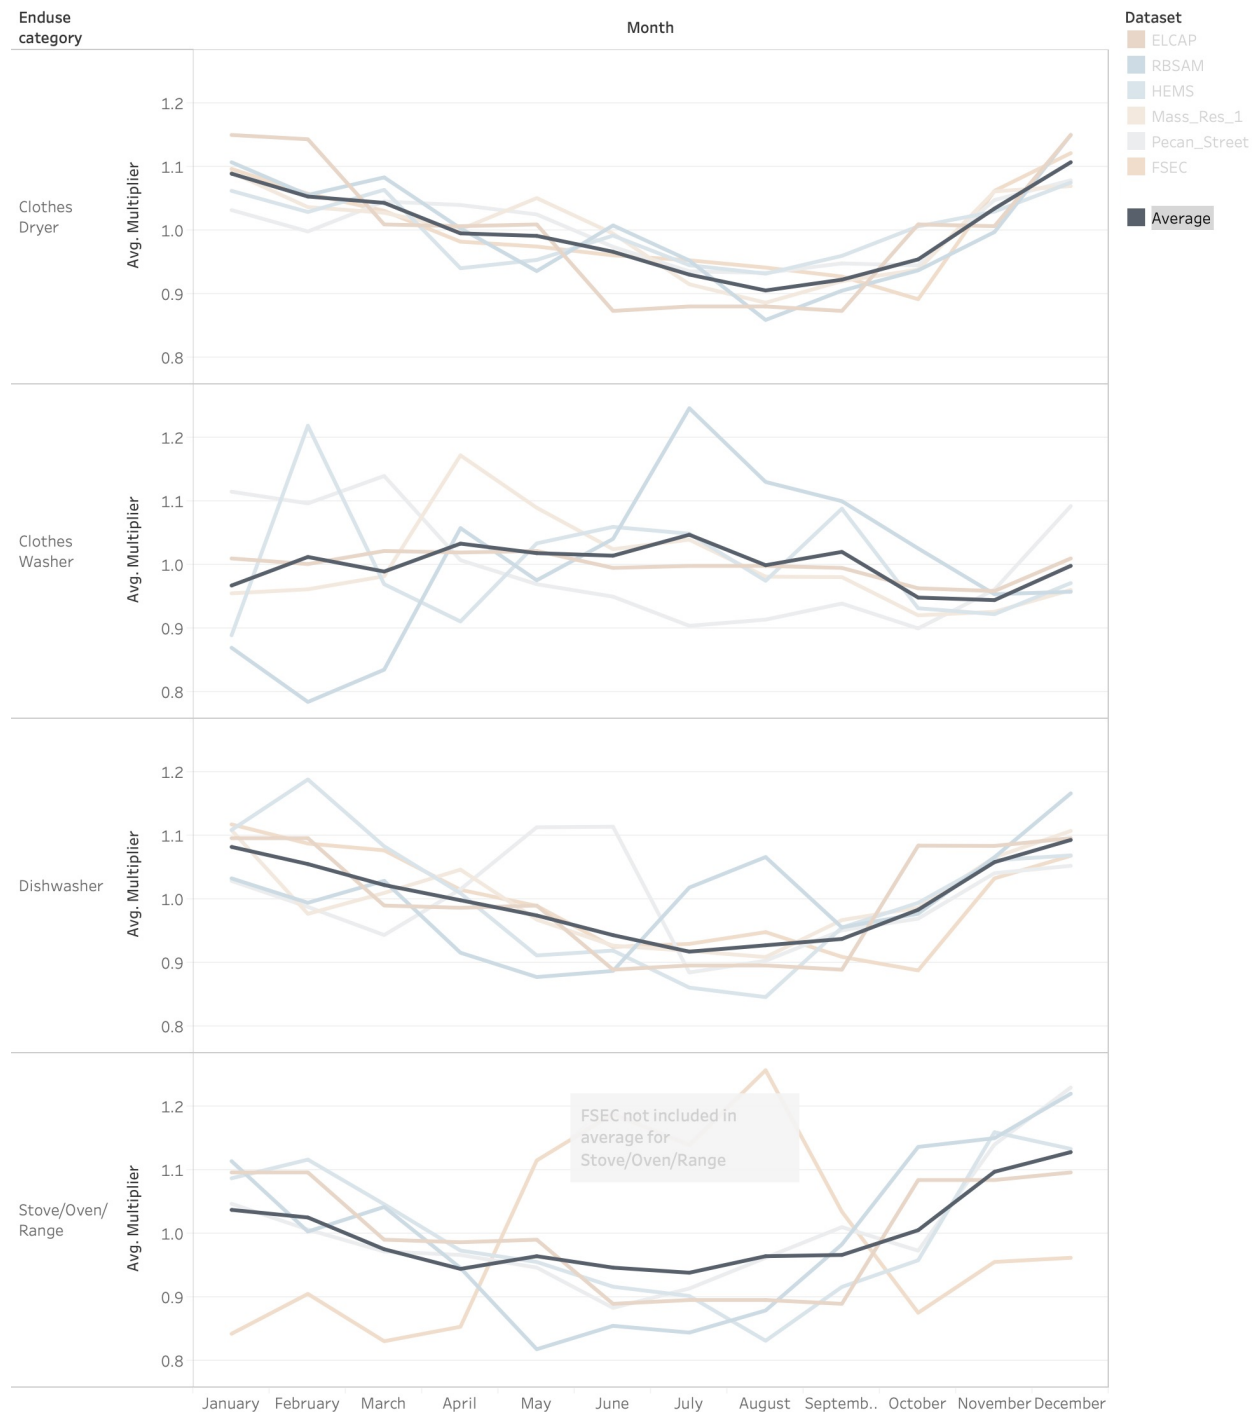 Enduse
category
Month
Dataset
ELCAP
RBSAM
HEMS
Mass_Res_1
Pecan_Street
FSEC
Average
Clothes
Dryer
Avg. Multiplier
1.2
1.1
1.0
0.9
0.8
Clothes
Washer
Avg. Multiplier
1.2
1.1
1.0
0.9
0.8
Dishwasher
Avg. Multiplier
1.2
1.1
1.0
0.9
0.8
Stove/Oven/
Range
Avg. Multiplier
1.2
1.1
1.0
0.9
0.8
FSEC not included in
average for
Stove/Oven/Range
January February March April May June July August Septemb.. October November December